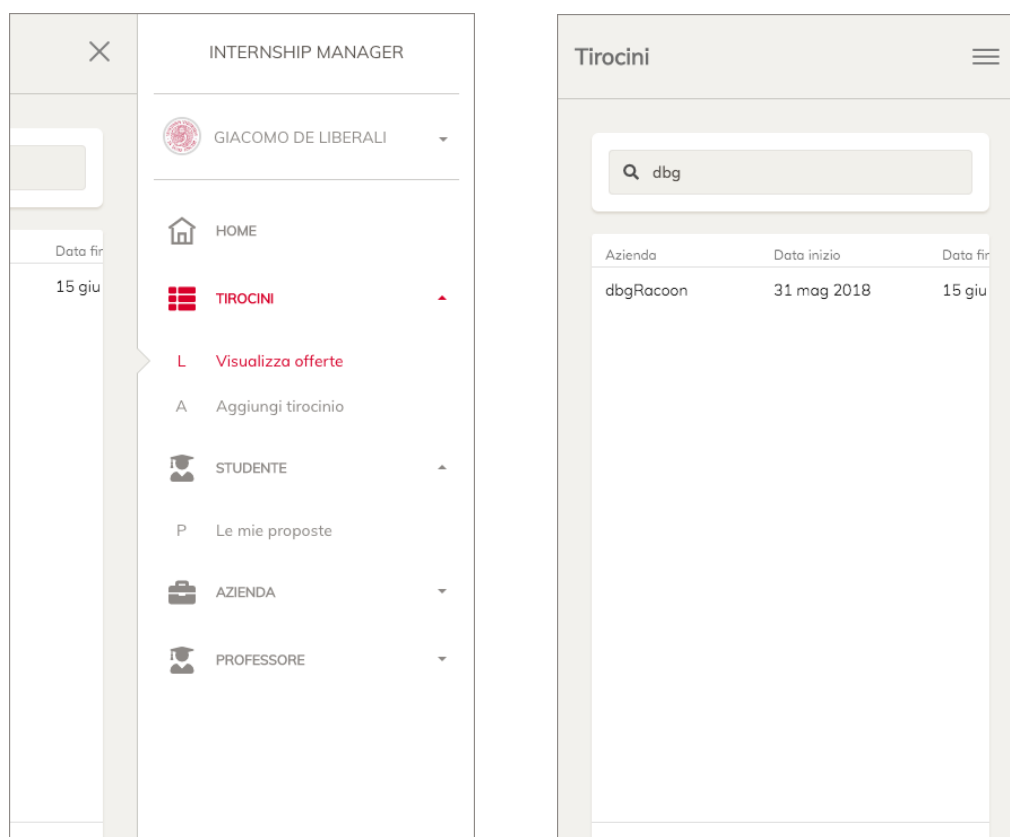 INTERNSHIP MANAGER
GIACOMO DE LIBERALI
HOME
TIROCINI
L Visualizza offerte
A Aggiungi tirocinio
STUDENTE
P Le mie proposte
AZIENDA
PROFESSORE
Data fir
15 giu
Tirocini
dbg
Azienda Data inizio Data fir
dbgRacoon 31 mag 2018 15 giu